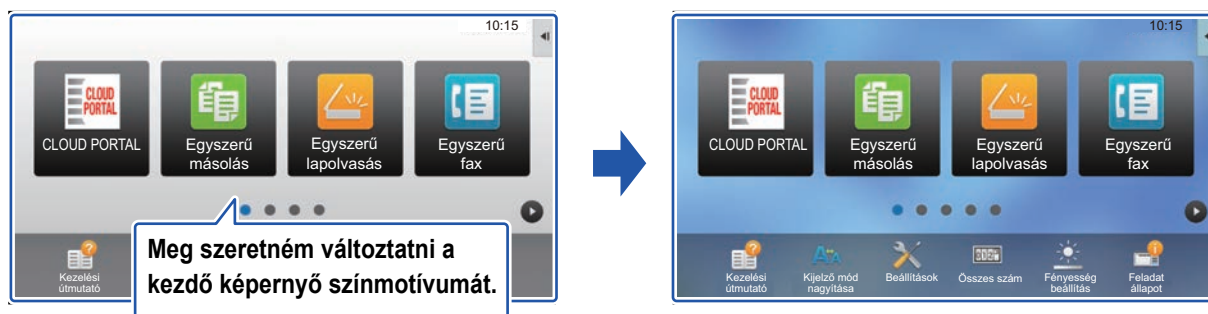 10:15
CLOUD
PORTAL
CLOUD PORTAL
Egyszerű
másolás
Egyszerű
lapolvasás
Egyszerű
fax
Meg szeretném változtatni a
kezdő képernyő színmotívumát.
Kezelési
útmutató
10:15
CLOUD
PORTAL
CLOUD PORTAL
Egyszerű
másolás
Egyszerű
lapolvasás
Egyszerű
fax
Kezelési
útmutató
Kijelző mód
nagyítása
Beállítások
Összes szám
Fényesség
beállítás
Feladat
állapot